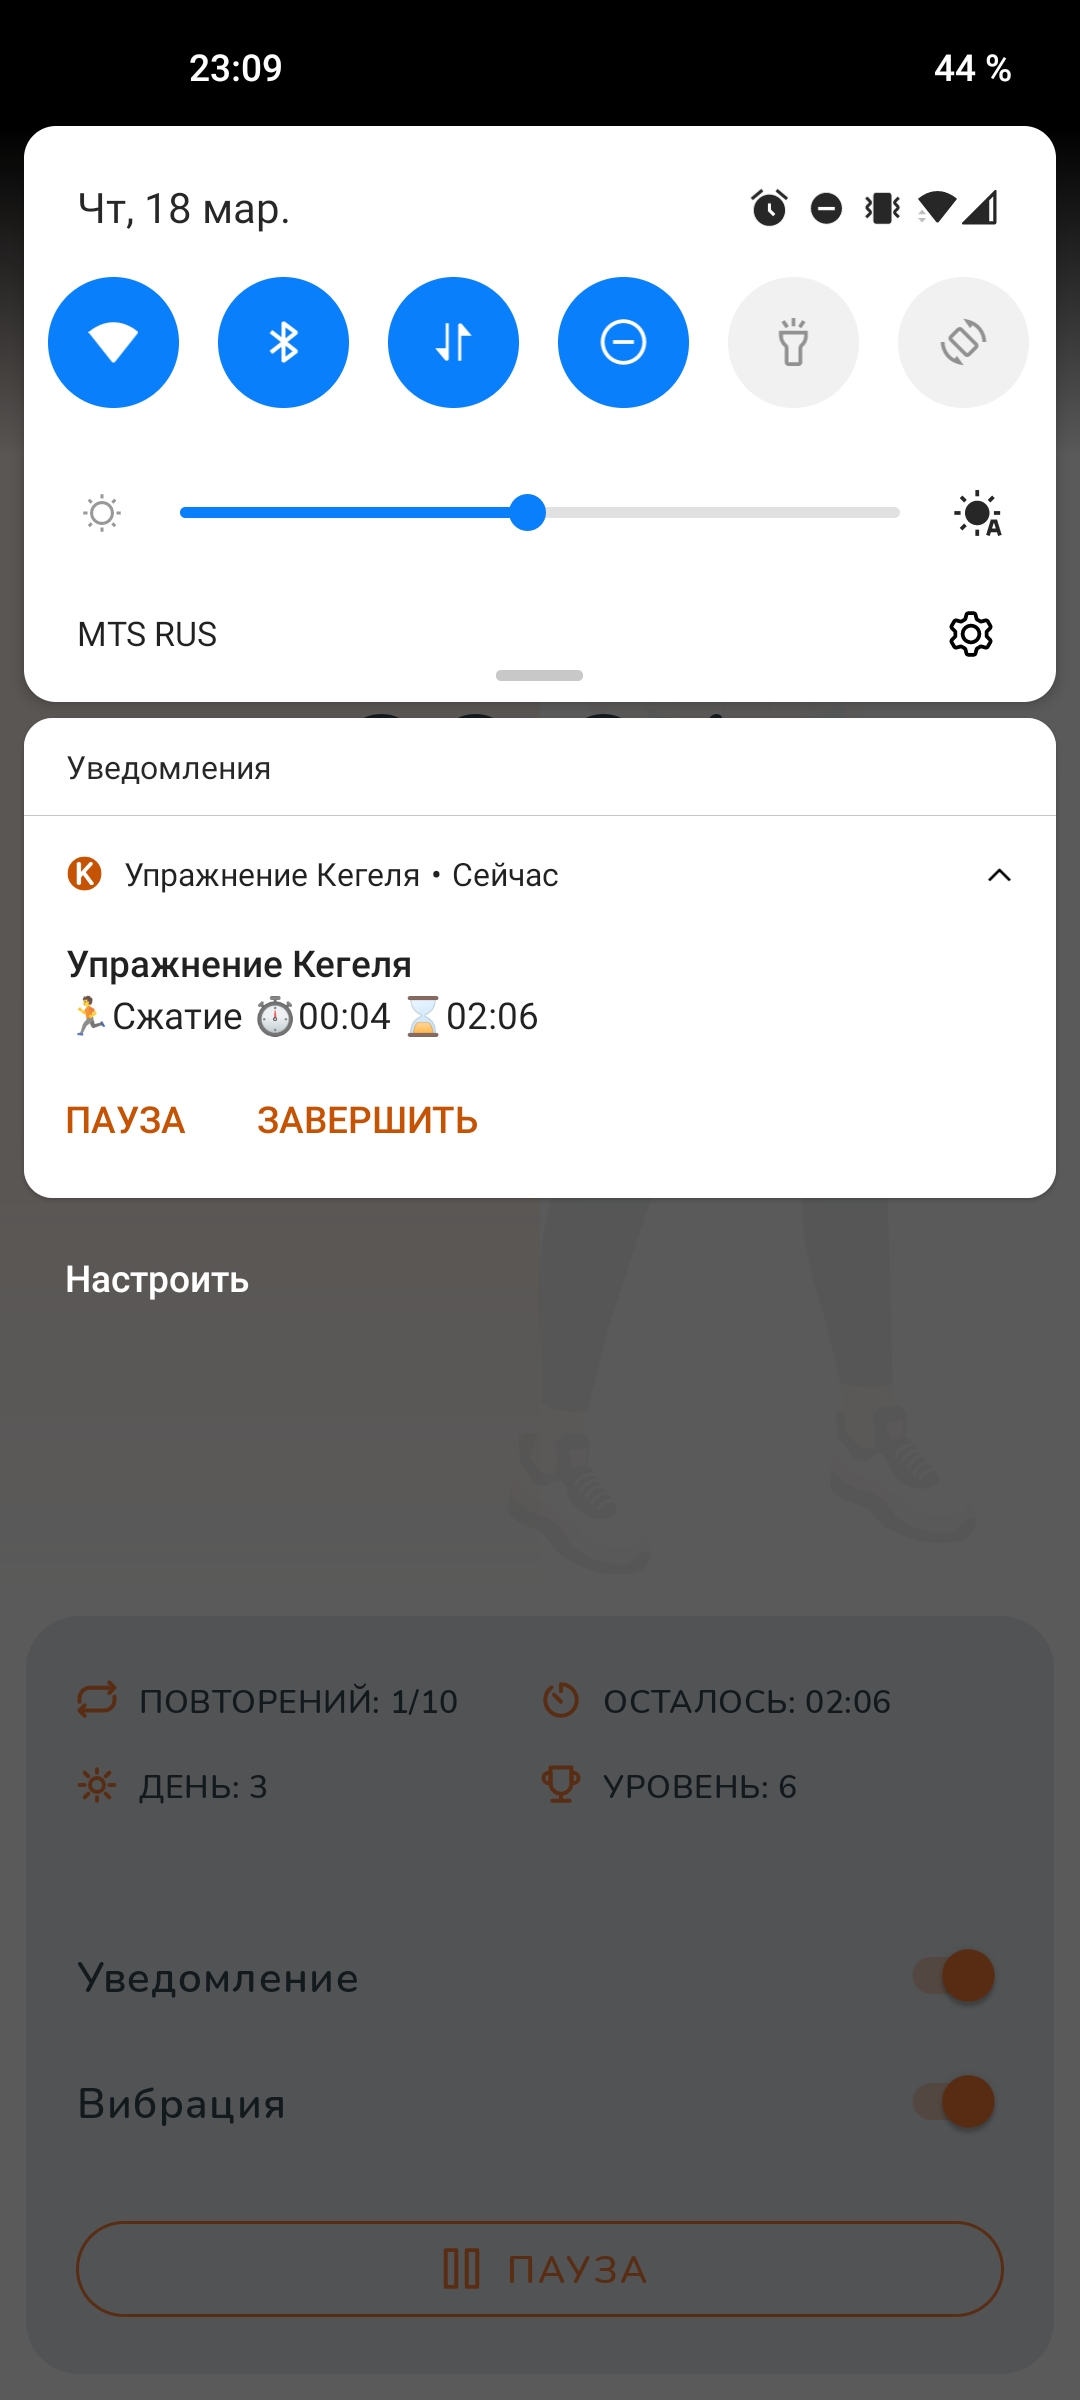 23:09
44 %
Чт, 18 мар.
MTS RUS
Уведомления
Упражнение Кегеля • Сейчас
Упражнение Кегеля
🏃Сжатие ⏱00:04 ⌛02:06
ПАУЗА
ЗАВЕРШИТЬ
Настроить
ПОВТОРЕНИЙ: 1/10
ОСТАЛОСЬ: 02:06
ДЕНЬ: 3
УРОВЕНЬ: 6
Уведомление
Вибрация
ПАУЗА